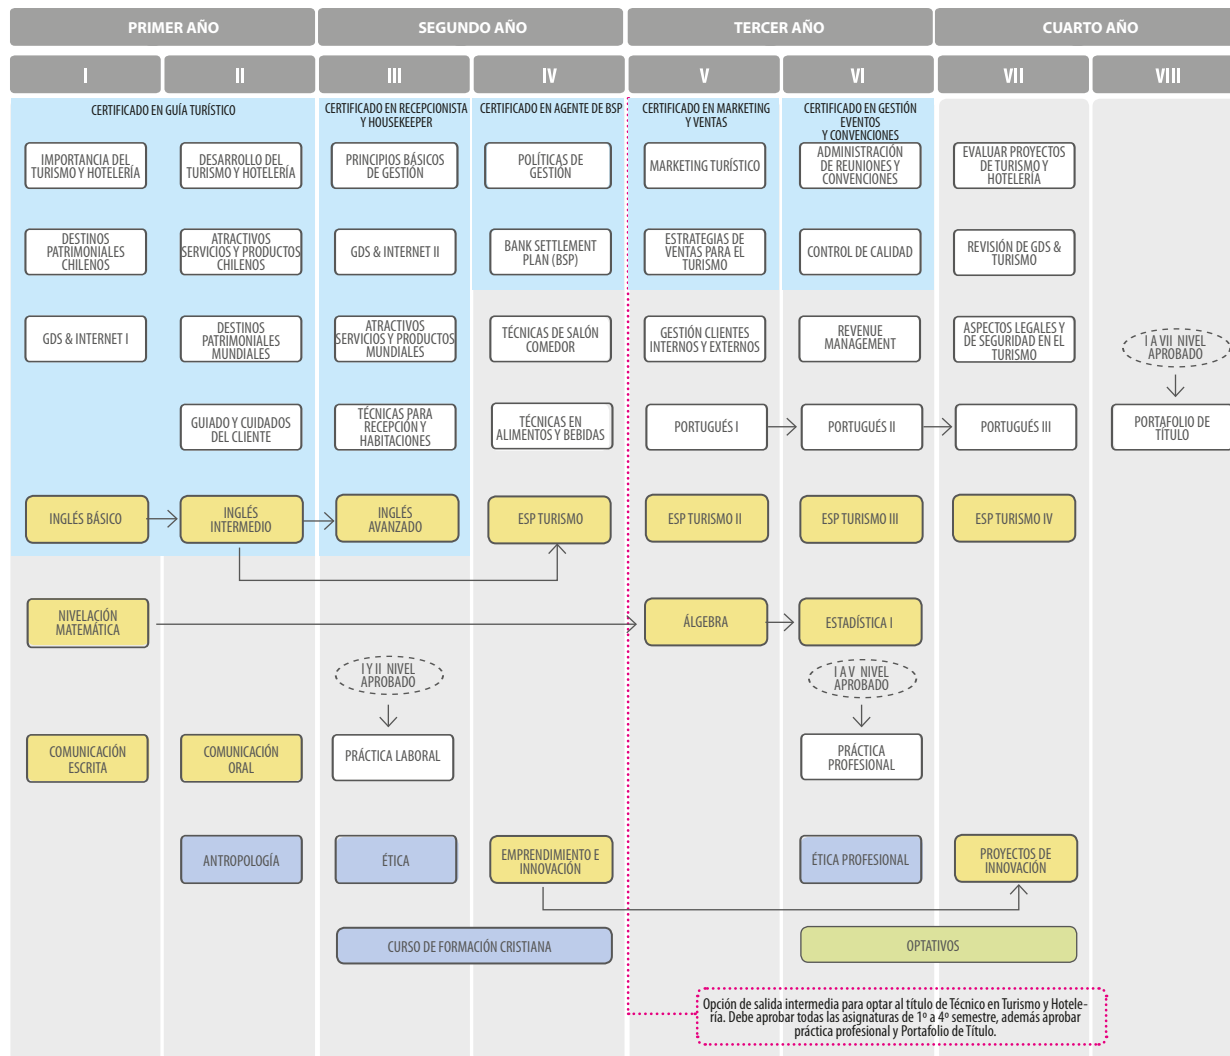 PRIMER AÑO
SEGUNDO AÑO
TERCER AÑO
CUARTO AÑO
I
II
III
IV
V
VI
VII
VIII
CERTIFICADO EN GUÍA TURÍSTICO
CERTIFICADO EN RECEPCIONISTA
Y HOUSEKEEPER
CERTIFICADO EN AGENTE DE BSP
CERTIFICADO EN MARKETING
Y VENTAS
CERTIFICADO EN GESTIÓN
EVENTOS
Y CONVENCIONES
IMPORTANCIA DEL
TURISMO Y HOTELERÍA
DESARROLLO DEL
TURISMO Y HOTELERÍA
PRINCIPIOS BÁSICOS
DE GESTIÓN
POLÍTICAS DE
GESTIÓN
MARKETING TURÍSTICO
ADMINISTRACIÓN
DE REUNIONES Y
CONVENCIONES
EVALUAR PROYECTOS
DE TURISMO Y
HOTELERÍA
DESTINOS
PATRIMONIALES
CHILENOS
ATRACTIVOS
SERVICIOS Y PRODUCTOS
CHILENOS
GDS & INTERNET II
BANK SETTLEMENT
PLAN (BSP)
ESTRATEGIAS DE
VENTAS PARA EL
TURISMO
CONTROL DE CALIDAD
REVISIÓN DE GDS &
TURISMO
GDS & INTERNET I
DESTINOS
PATRIMONIALES
MUNDIALES
ATRACTIVOS
SERVICIOS Y PRODUCTOS
MUNDIALES
TÉCNICAS DE SALÓN
COMEDOR
GESTIÓN CLIENTES
INTERNOS Y EXTERNOS
REVENUE
MANAGEMENT
ASPECTOS LEGALES Y
DE SEGURIDAD EN EL
TURISMO
I A VII NIVEL
APROBADO
GUIADO Y CUIDADOS
DEL CLIENTE
TÉCNICAS PARA
RECEPCIÓN Y
HABITACIONES
TÉCNICAS EN
ALIMENTOS Y BEBIDAS
PORTUGUÉS I
PORTUGUÉS II
PORTUGUÉS III
PORTAFOLIO DE
TÍTULO
INGLÉS BÁSICO
INGLÉS
INTERMEDIO
INGLÉS
AVANZADO
ESP TURISMO
ESP TURISMO II
ESP TURISMO III
ESP TURISMO IV
NIVELACIÓN
MATEMÁTICA
ÁLGEBRA
ESTADÍSTICA I
I Y II NIVEL
APROBADO
I A V NIVEL
APROBADO
COMUNICACIÓN
ESCRITA
COMUNICACIÓN
ORAL
PRÁCTICA LABORAL
PRÁCTICA
PROFESIONAL
ANTROPOLOGÍA
ÉTICA
EMPRENDIMIENTO E
INNOVACIÓN
ÉTICA PROFESIONAL
PROYECTOS DE
INNOVACIÓN
CURSO DE FORMACIÓN CRISTIANA
OPTATIVOS
Opción de salida intermedia para optar al título de Técnico en Turismo y Hotele-
ría. Debe aprobar todas las asignaturas de 1º a 4º semestre, además aprobar
práctica profesional y Portafolio de Título.